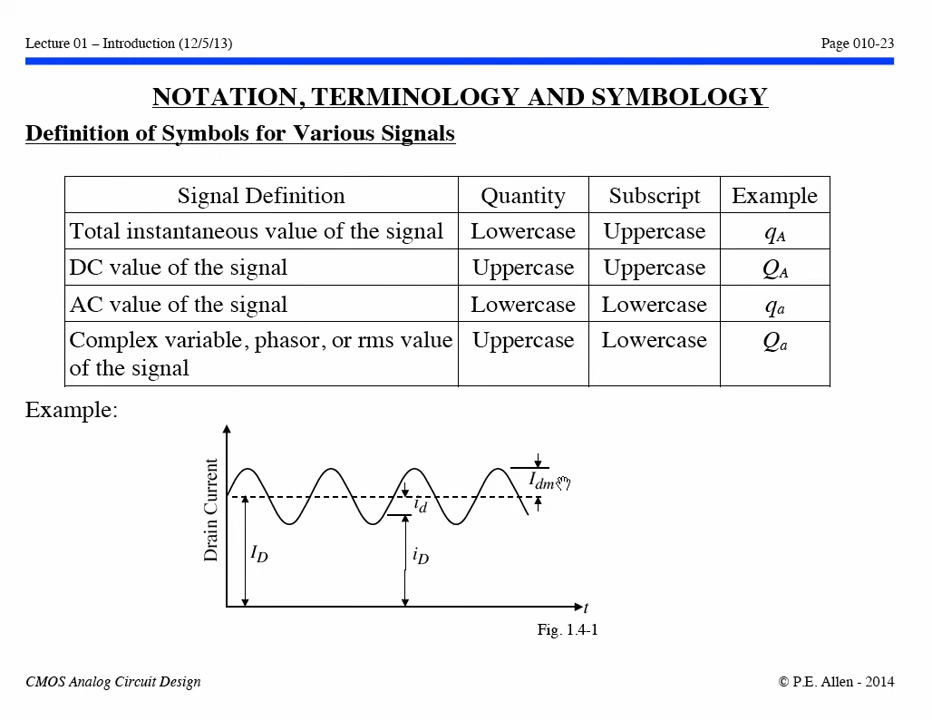 Lecture 01 – Introduction (12/5/13) Page 010-23
NOTATION, TERMINOLOGY AND SYMBOLOGY
Definition of Symbols for Various Signals
Signal Definition Quantity Subscript Example
Total instantaneous value of the signal Lowercase Uppercase qA
DC value of the signal Uppercase Uppercase QA
AC value of the signal Lowercase Lowercase qa
Complex variable, phasor, or rms value Uppercase Lowercase Qa
of the signal
Example:
Drain Current
Idm
id
ID iD
t
Fig. 1.4-1
CMOS Analog Circuit Design © P.E. Allen - 2014